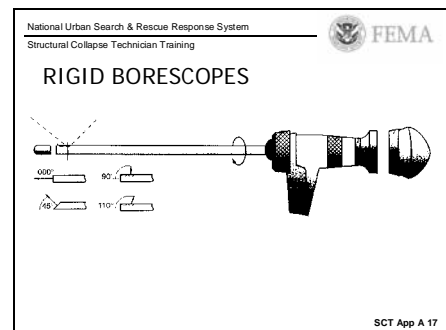 National Urban Search & Rescue Response System
Structural Collapse Technician Training
FEMA
RIGID BORESCOPES
000°
90°
45°
110°
SCT App A 17